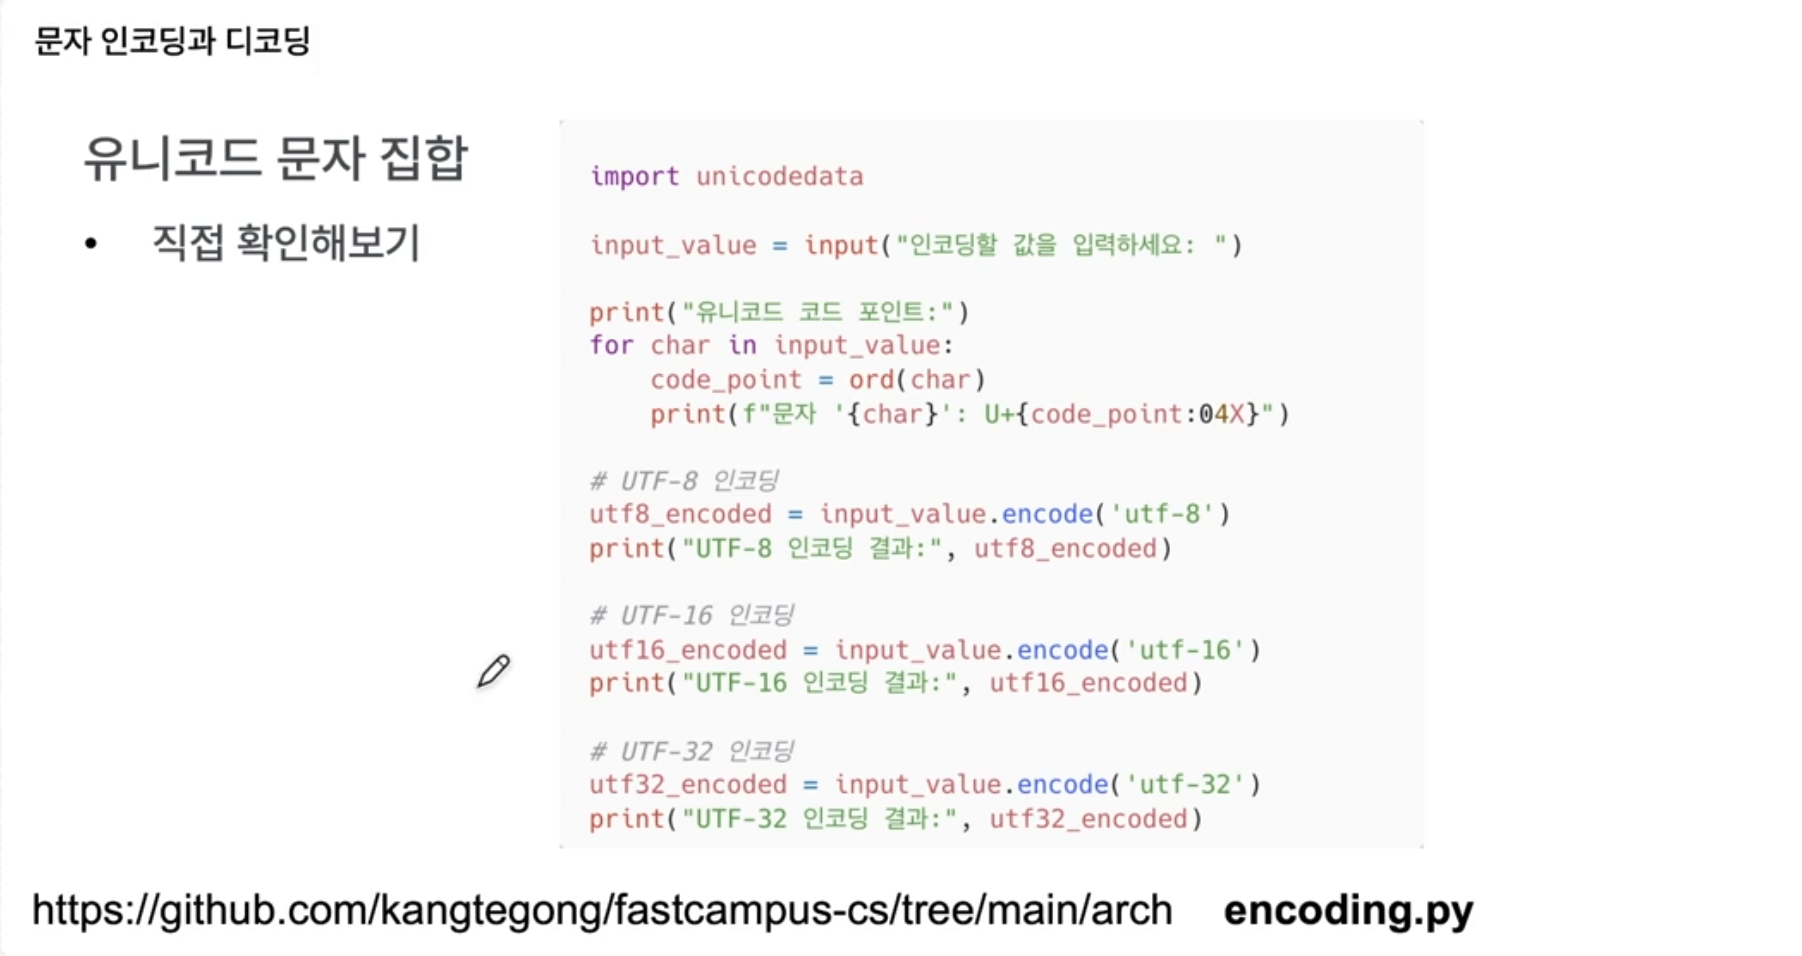 문자 인코딩과 디코딩
유니코드 문자 집합
• 직접 확인해보기
import unicodedata
input_value = input("인코딩할 값을 입력하세요: ")
print("유니코드 코드 포인트:")
for char in input_value:
    code_point = ord(char)
    print(f"문자 '{char}': U+{code_point:04X}")
# UTF-8 인코딩
utf8_encoded = input_value.encode('utf-8')
print("UTF-8 인코딩 결과:", utf8_encoded)
# UTF-16 인코딩
utf16_encoded = input_value.encode('utf-16')
print("UTF-16 인코딩 결과:", utf16_encoded)
# UTF-32 인코딩
utf32_encoded = input_value.encode('utf-32')
print("UTF-32 인코딩 결과:", utf32_encoded)
https://github.com/kangtegong/fastcampus-cs/tree/main/arch encoding.py